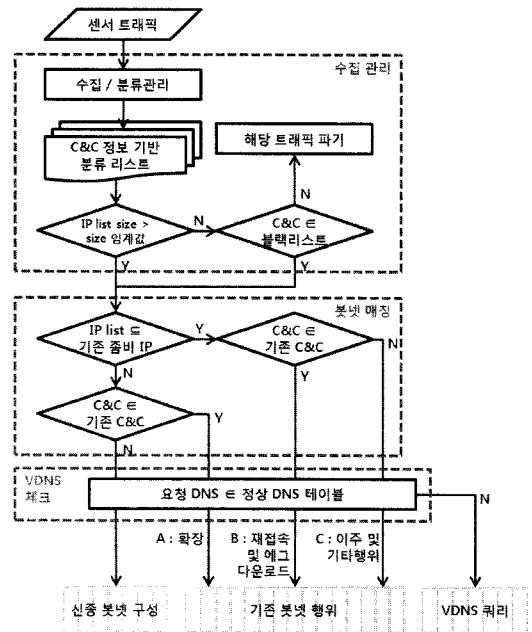 센서 트래픽
수집 관리
수집 / 분류관리
C&C 정보 기반
분류 리스트
해당 트래픽 파기
N
IP list size >
size 임계값
N
C&C ∈
블랙리스트
Y
Y
봇넷 매칭
IP list ⊆
기존 좀비 IP
Y
C&C ∈
기존 C&C
N
N
Y
C&C ∈
기존 C&C
Y
N
VDNS
체크
요청 DNS ∈ 정상 DNS 테이블
N
A : 확장
B : 재접속
및 에그
다운로드
C : 이주 및
기타행위
신종 봇넷 구성
기존 봇넷 행위
VDNS 쿼리